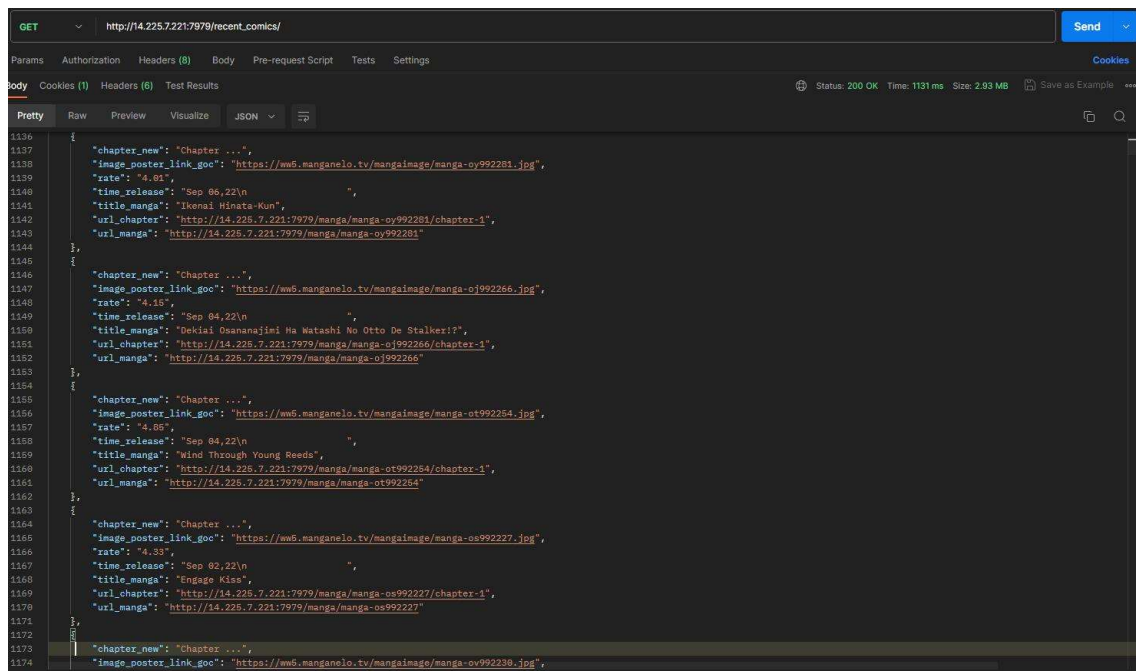 GET http://14.225.7.221:7979/recent_comics/ Send
Params Authorization Headers (8) Body Pre-request Script Tests Settings Cookies
Body Cookies (1) Headers (6) Test Results Status: 200 OK Time: 1131 ms Size: 2.93 MB Save as Example
Pretty Raw Preview Visualize JSON
1136 {
1137 "chapter_new": "Chapter ...",
1138 "image_poster_link_goc": "https://ww5.manganelo.tv/mangaimage/manga-oy992281.jpg",
1139 "rate": "4.01",
1140 "time_release": "Sep 06,22\n ",
1141 "title_manga": "Ikenai Hinata-Kun",
1142 "url_chapter": "http://14.225.7.221:7979/manga/manga-oy992281/chapter-1",
1143 "url_manga": "http://14.225.7.221:7979/manga/manga-oy992281"
1144 },
1145 {
1146 "chapter_new": "Chapter ...",
1147 "image_poster_link_goc": "https://ww5.manganelo.tv/mangaimage/manga-oj992266.jpg",
1148 "rate": "4.15",
1149 "time_release": "Sep 04,22\n ",
1150 "title_manga": "Dekiai Osananajimi Ha Watashi No Otto De Stalker!?",
1151 "url_chapter": "http://14.225.7.221:7979/manga/manga-oj992266/chapter-1",
1152 "url_manga": "http://14.225.7.221:7979/manga/manga-oj992266"
1153 },
1154 {
1155 "chapter_new": "Chapter ...",
1156 "image_poster_link_goc": "https://ww5.manganelo.tv/mangaimage/manga-ot992254.jpg",
1157 "rate": "4.85",
1158 "time_release": "Sep 04,22\n ",
1159 "title_manga": "Wind Through Young Reeds",
1160 "url_chapter": "http://14.225.7.221:7979/manga/manga-ot992254/chapter-1",
1161 "url_manga": "http://14.225.7.221:7979/manga/manga-ot992254"
1162 },
1163 {
1164 "chapter_new": "Chapter ...",
1165 "image_poster_link_goc": "https://ww5.manganelo.tv/mangaimage/manga-os992227.jpg",
1166 "rate": "4.33",
1167 "time_release": "Sep 02,22\n ",
1168 "title_manga": "Engage Kiss",
1169 "url_chapter": "http://14.225.7.221:7979/manga/manga-os992227/chapter-1",
1170 "url_manga": "http://14.225.7.221:7979/manga/manga-os992227"
1171 },
1172 {
1173 "chapter_new": "Chapter ...",
1174 "image_poster_link_goc": "https://ww5.manganelo.tv/mangaimage/manga-ov992230.jpg",